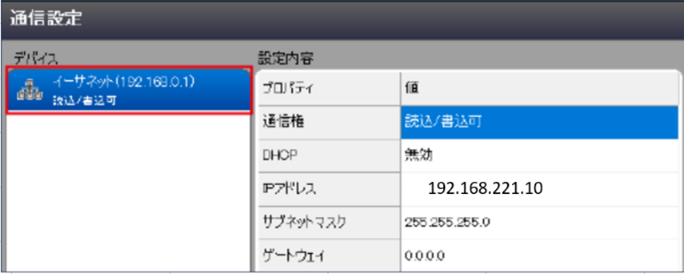 通信設定
デバイス
設定内容
イーサネット(192.168.0.1)
読込/書込可
プロパティ 値
通信権 読込/書込可
DHCP 無効
IPアドレス 192.168.221.10
サブネットマスク 255.255.255.0
ゲートウェイ 0.0.0.0